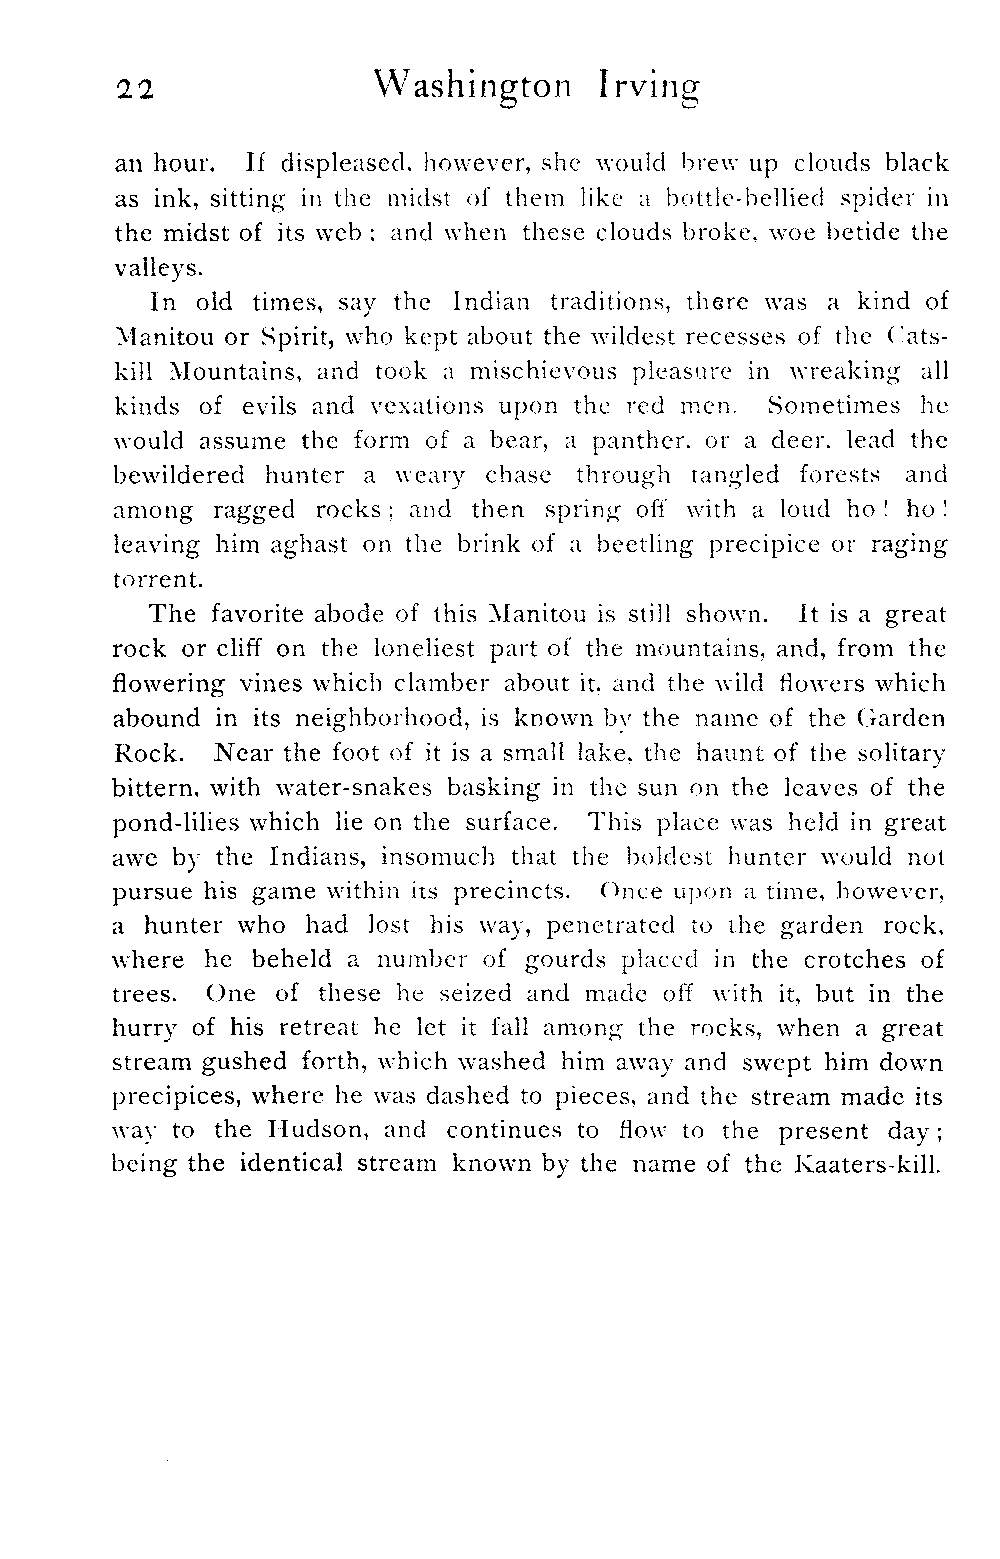 22 Washington Irving
an hour. If displeased, however, she would brew up clouds black
as ink, sitting in the midst of them like a bottle-bellied spider in
the midst of its web; and when these clouds broke, woe betide the
valleys.
In old times, say the Indian traditions, there was a kind of
Manitou or Spirit, who kept about the wildest recesses of the Cats-
kill Mountains, and took a mischievous pleasure in wreaking all
kinds of evils and vexations upon the red men. Sometimes he
would assume the form of a bear, a panther, or a deer, lead the
bewildered hunter a weary chase through tangled forests and
among ragged rocks; and then spring off with a loud ho! ho!
leaving him aghast on the brink of a beetling precipice or raging
torrent.
The favorite abode of this Manitou is still shown. It is a great
rock or cliff on the loneliest part of the mountains, and, from the
flowering vines which clamber about it, and the wild flowers which
abound in its neighborhood, is known by the name of the Garden
Rock. Near the foot of it is a small lake, the haunt of the solitary
bittern, with water-snakes basking in the sun on the leaves of the
pond-lilies which lie on the surface. This place was held in great
awe by the Indians, insomuch that the boldest hunter would not
pursue his game within its precincts. Once upon a time, however,
a hunter who had lost his way, penetrated to the garden rock,
where he beheld a number of gourds placed in the crotches of
trees. One of these he seized and made off with it, but in the
hurry of his retreat he let it fall among the rocks, when a great
stream gushed forth, which washed him away and swept him down
precipices, where he was dashed to pieces, and the stream made its
way to the Hudson, and continues to flow to the present day;
being the identical stream known by the name of the Kaaters-kill.